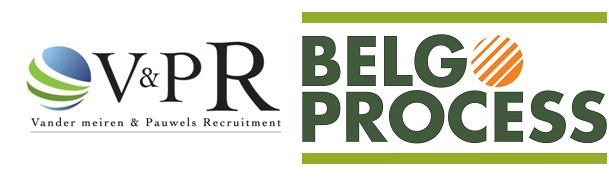 V&PR
Vander meiren & Pauwels Recruitment
BELGO
PROCESS